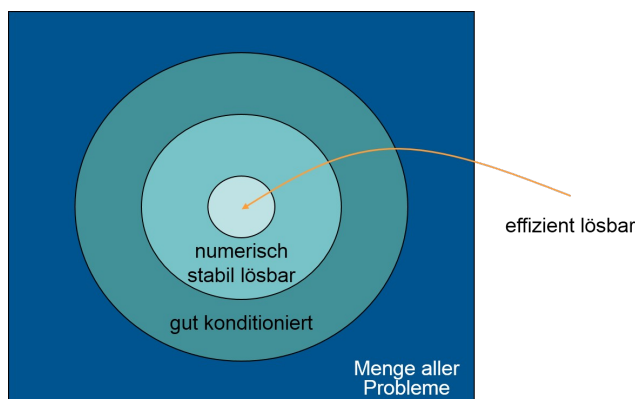 effizient lösbar
numerisch
stabil lösbar
gut konditioniert
Menge aller
Probleme